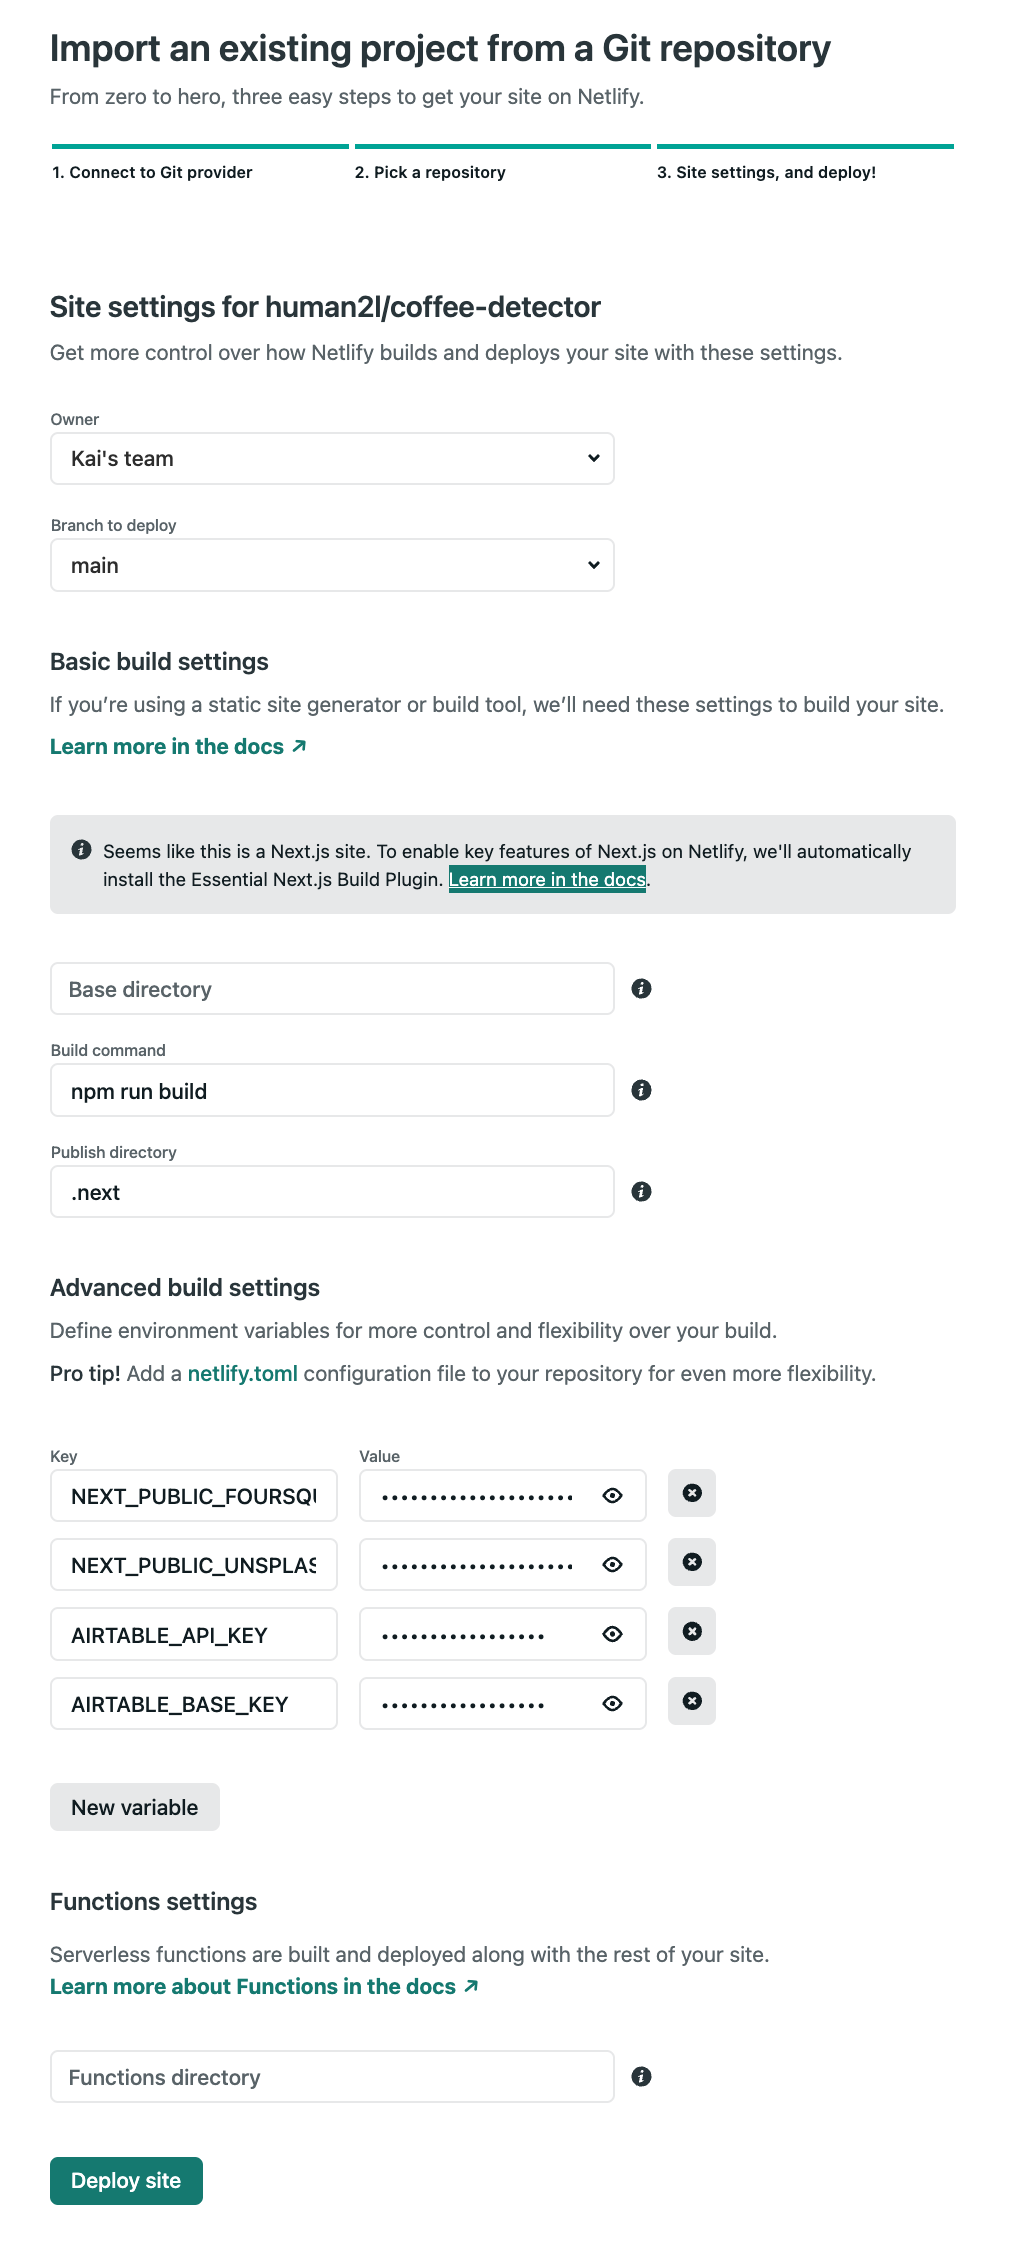 Import an existing project from a Git repository
From zero to hero, three easy steps to get your site on Netlify.
1. Connect to Git provider
2. Pick a repository
3. Site settings, and deploy!
Site settings for human2l/coffee-detector
Get more control over how Netlify builds and deploys your site with these settings.
Owner
Kai's team
Branch to deploy
main
Basic build settings
If you’re using a static site generator or build tool, we’ll need these settings to build your site.
Learn more in the docs
Seems like this is a Next.js site. To enable key features of Next.js on Netlify, we'll automatically
install the Essential Next.js Build Plugin. Learn more in the docs.
Base directory
Build command
npm run build
Publish directory
.next
Advanced build settings
Define environment variables for more control and flexibility over your build.
Pro tip! Add a netlify.toml configuration file to your repository for even more flexibility.
Key Value
NEXT_PUBLIC_FOURSQU
NEXT_PUBLIC_UNSPLAS
AIRTABLE_API_KEY
AIRTABLE_BASE_KEY
New variable
Functions settings
Serverless functions are built and deployed along with the rest of your site.
Learn more about Functions in the docs
Functions directory
Deploy site